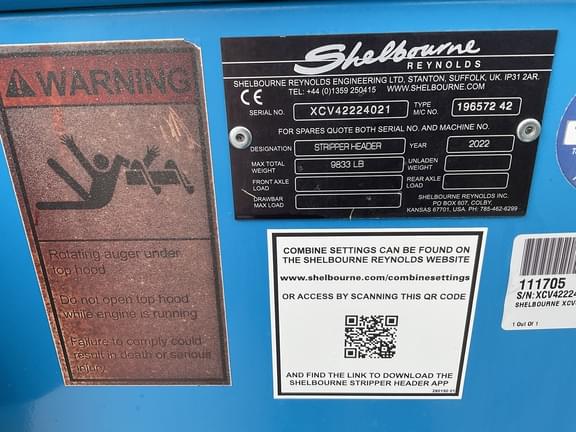 WARNING
Rotating auger under
top hood
Do not open top hood
while engine is running
Failure to comply could
result in death or serious
injury
Shelbourne
REYNOLDS
SHELBOURNE REYNOLDS ENGINEERING LTD, STANTON, SUFFOLK, UK. IP31 2AR.
TEL: +44 (0)1359 250415 WWW.SHELBOURNE.COM
CE SERIAL NO. XCV42224021 TYPE M/C NO. 196572 42
FOR SPARES QUOTE BOTH SERIAL NO. AND MACHINE NO.
DESIGNATION STRIPPER HEADER YEAR 2022
MAX TOTAL WEIGHT 9833 LB UNLADEN WEIGHT
FRONT AXLE LOAD REAR AXLE LOAD
DRAWBAR MAX LOAD
SHELBOURNE REYNOLDS INC.
PO BOX 607, COLBY,
KANSAS 67701, USA. PH: 785-462-6299
COMBINE SETTINGS CAN BE FOUND ON
THE SHELBOURNE REYNOLDS WEBSITE
www.shelbourne.com/combinesettings
OR ACCESS BY SCANNING THIS QR CODE
AND FIND THE LINK TO DOWNLOAD THE
SHELBOURNE STRIPPER HEADER APP
111705
S/N:XCV4222
SHELBOURNE XCV
1 Out Of 1